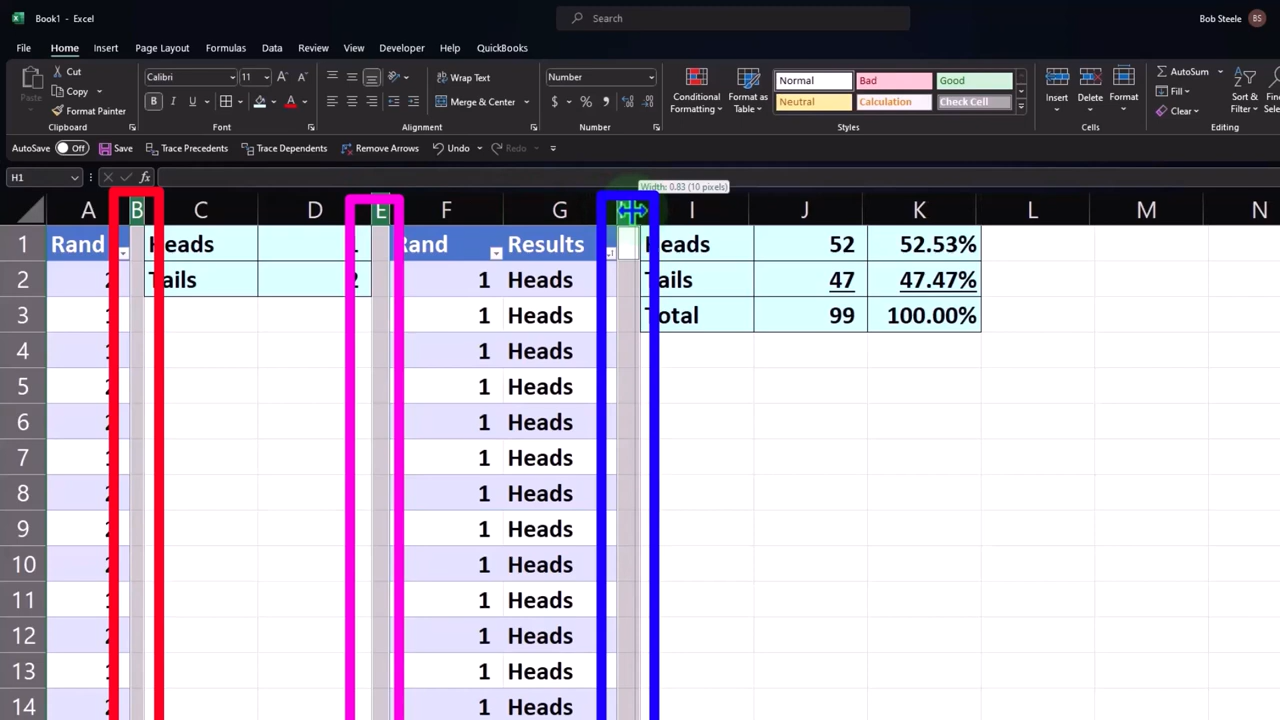 Book1 - Excel
Search
Bob Steele BS
File Home Insert Page Layout Formulas Data Review View Developer Help QuickBooks
Paste
Cut
Copy
Format Painter
Clipboard
Calibri 11
B I U
Font
Wrap Text
Merge & Center
Alignment
Number
$ % 9
Number
Conditional Formatting
Format as Table
Normal Bad Good
Neutral Calculation Check Cell
Styles
Insert Delete Format
Cells
AutoSum
Fill
Clear
Sort & Filter
Editing
AutoSave Off Save Trace Precedents Trace Dependents Remove Arrows Undo Redo
H1 fx
Width: 0.83 (10 pixels)
A B C D E F G I J K L M N
1 Rand Heads 1 Rand Results Heads 52 52.53%
2 2 Tails 2 1 Heads Tails 47 47.47%
3 1 Heads Total 99 100.00%
4 1 Heads
5 1 Heads
6 1 Heads
7 1 Heads
8 1 Heads
9 1 Heads
10 1 Heads
11 1 Heads
12 1 Heads
13 1 Heads
14 1 Heads